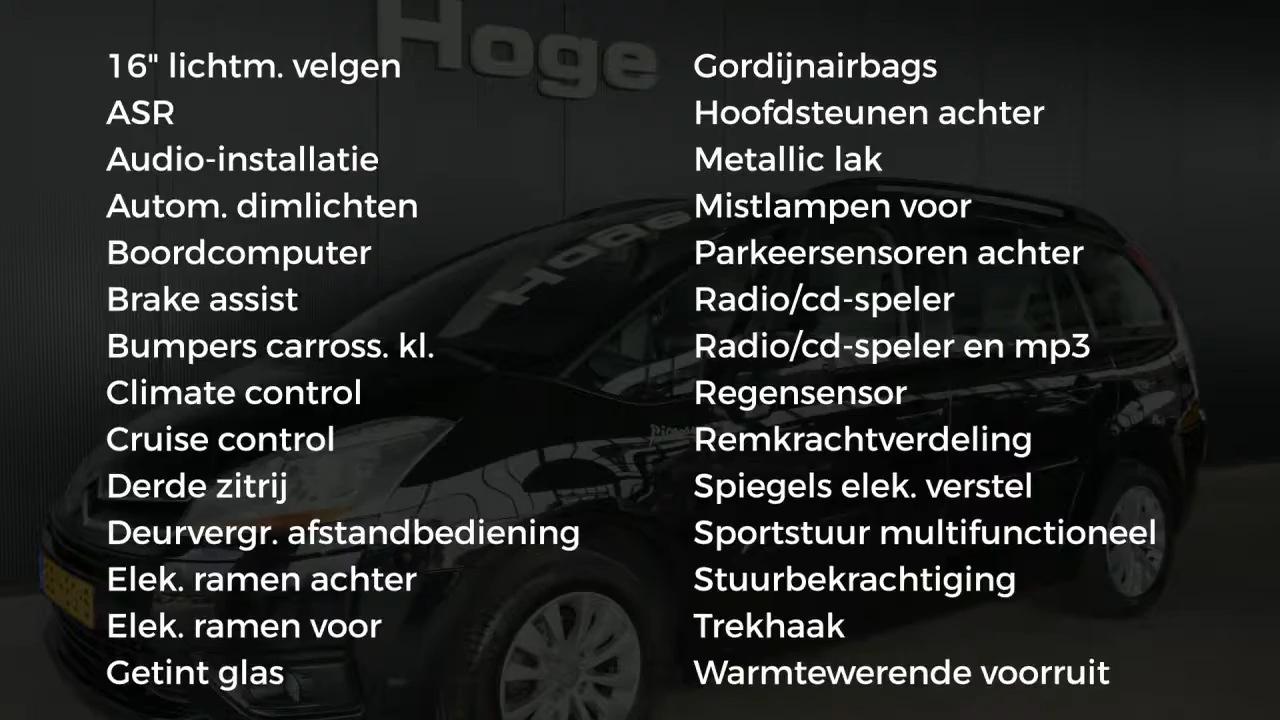 Hoge
16" lichtm. velgen
ASR
Audio-installatie
Autom. dimlichten
Boordcomputer
Brake assist
Bumpers carross. kl.
Climate control
Cruise control
Derde zitrij
Deurvergr. afstandbediening
Elek. ramen achter
Elek. ramen voor
Getint glas
Gordijnairbags
Hoofdsteunen achter
Metallic lak
Mistlampen voor
Parkeersensoren achter
Radio/cd-speler
Radio/cd-speler en mp3
Regensensor
Remkrachtverdeling
Spiegels elek. verstel
Sportstuur multifunctioneel
Stuurbekrachtiging
Trekhaak
Warmtewerende voorruit
Hoge